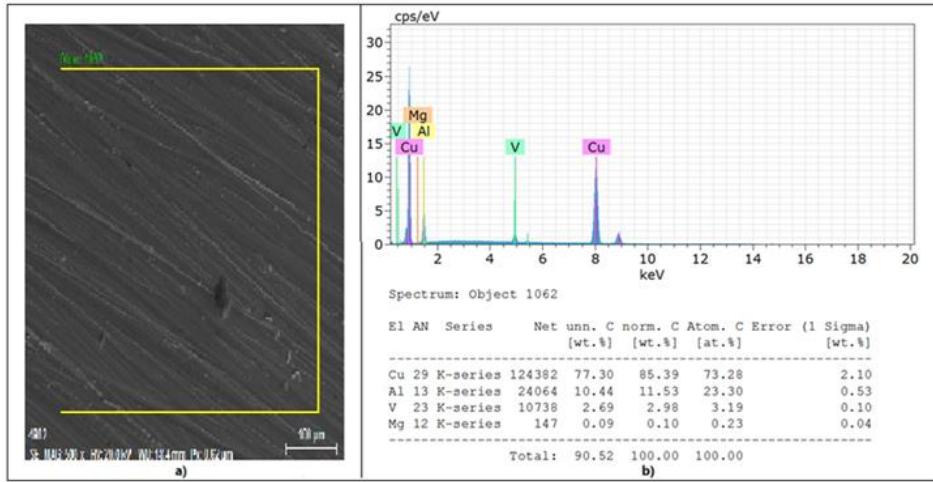 cps/eV
30
25
20
15
10
5
0
V
Mg
Al
Cu
V
Cu
2 4 6 8 10 12 14 16 18 20
keV
100 µm
a)
Spectrum: Object 1062
El AN Series Net unn. C norm. C Atom. C Error (1 Sigma)
[wt.%] [wt.%] [at.%] [wt.%]
Cu 29 K-series 124382 77.30 85.39 73.28 2.10
Al 13 K-series 24064 10.44 11.53 23.30 0.53
V 23 K-series 10738 2.69 2.98 3.19 0.10
Mg 12 K-series 147 0.09 0.10 0.23 0.04
Total: 90.52 100.00 100.00
b)